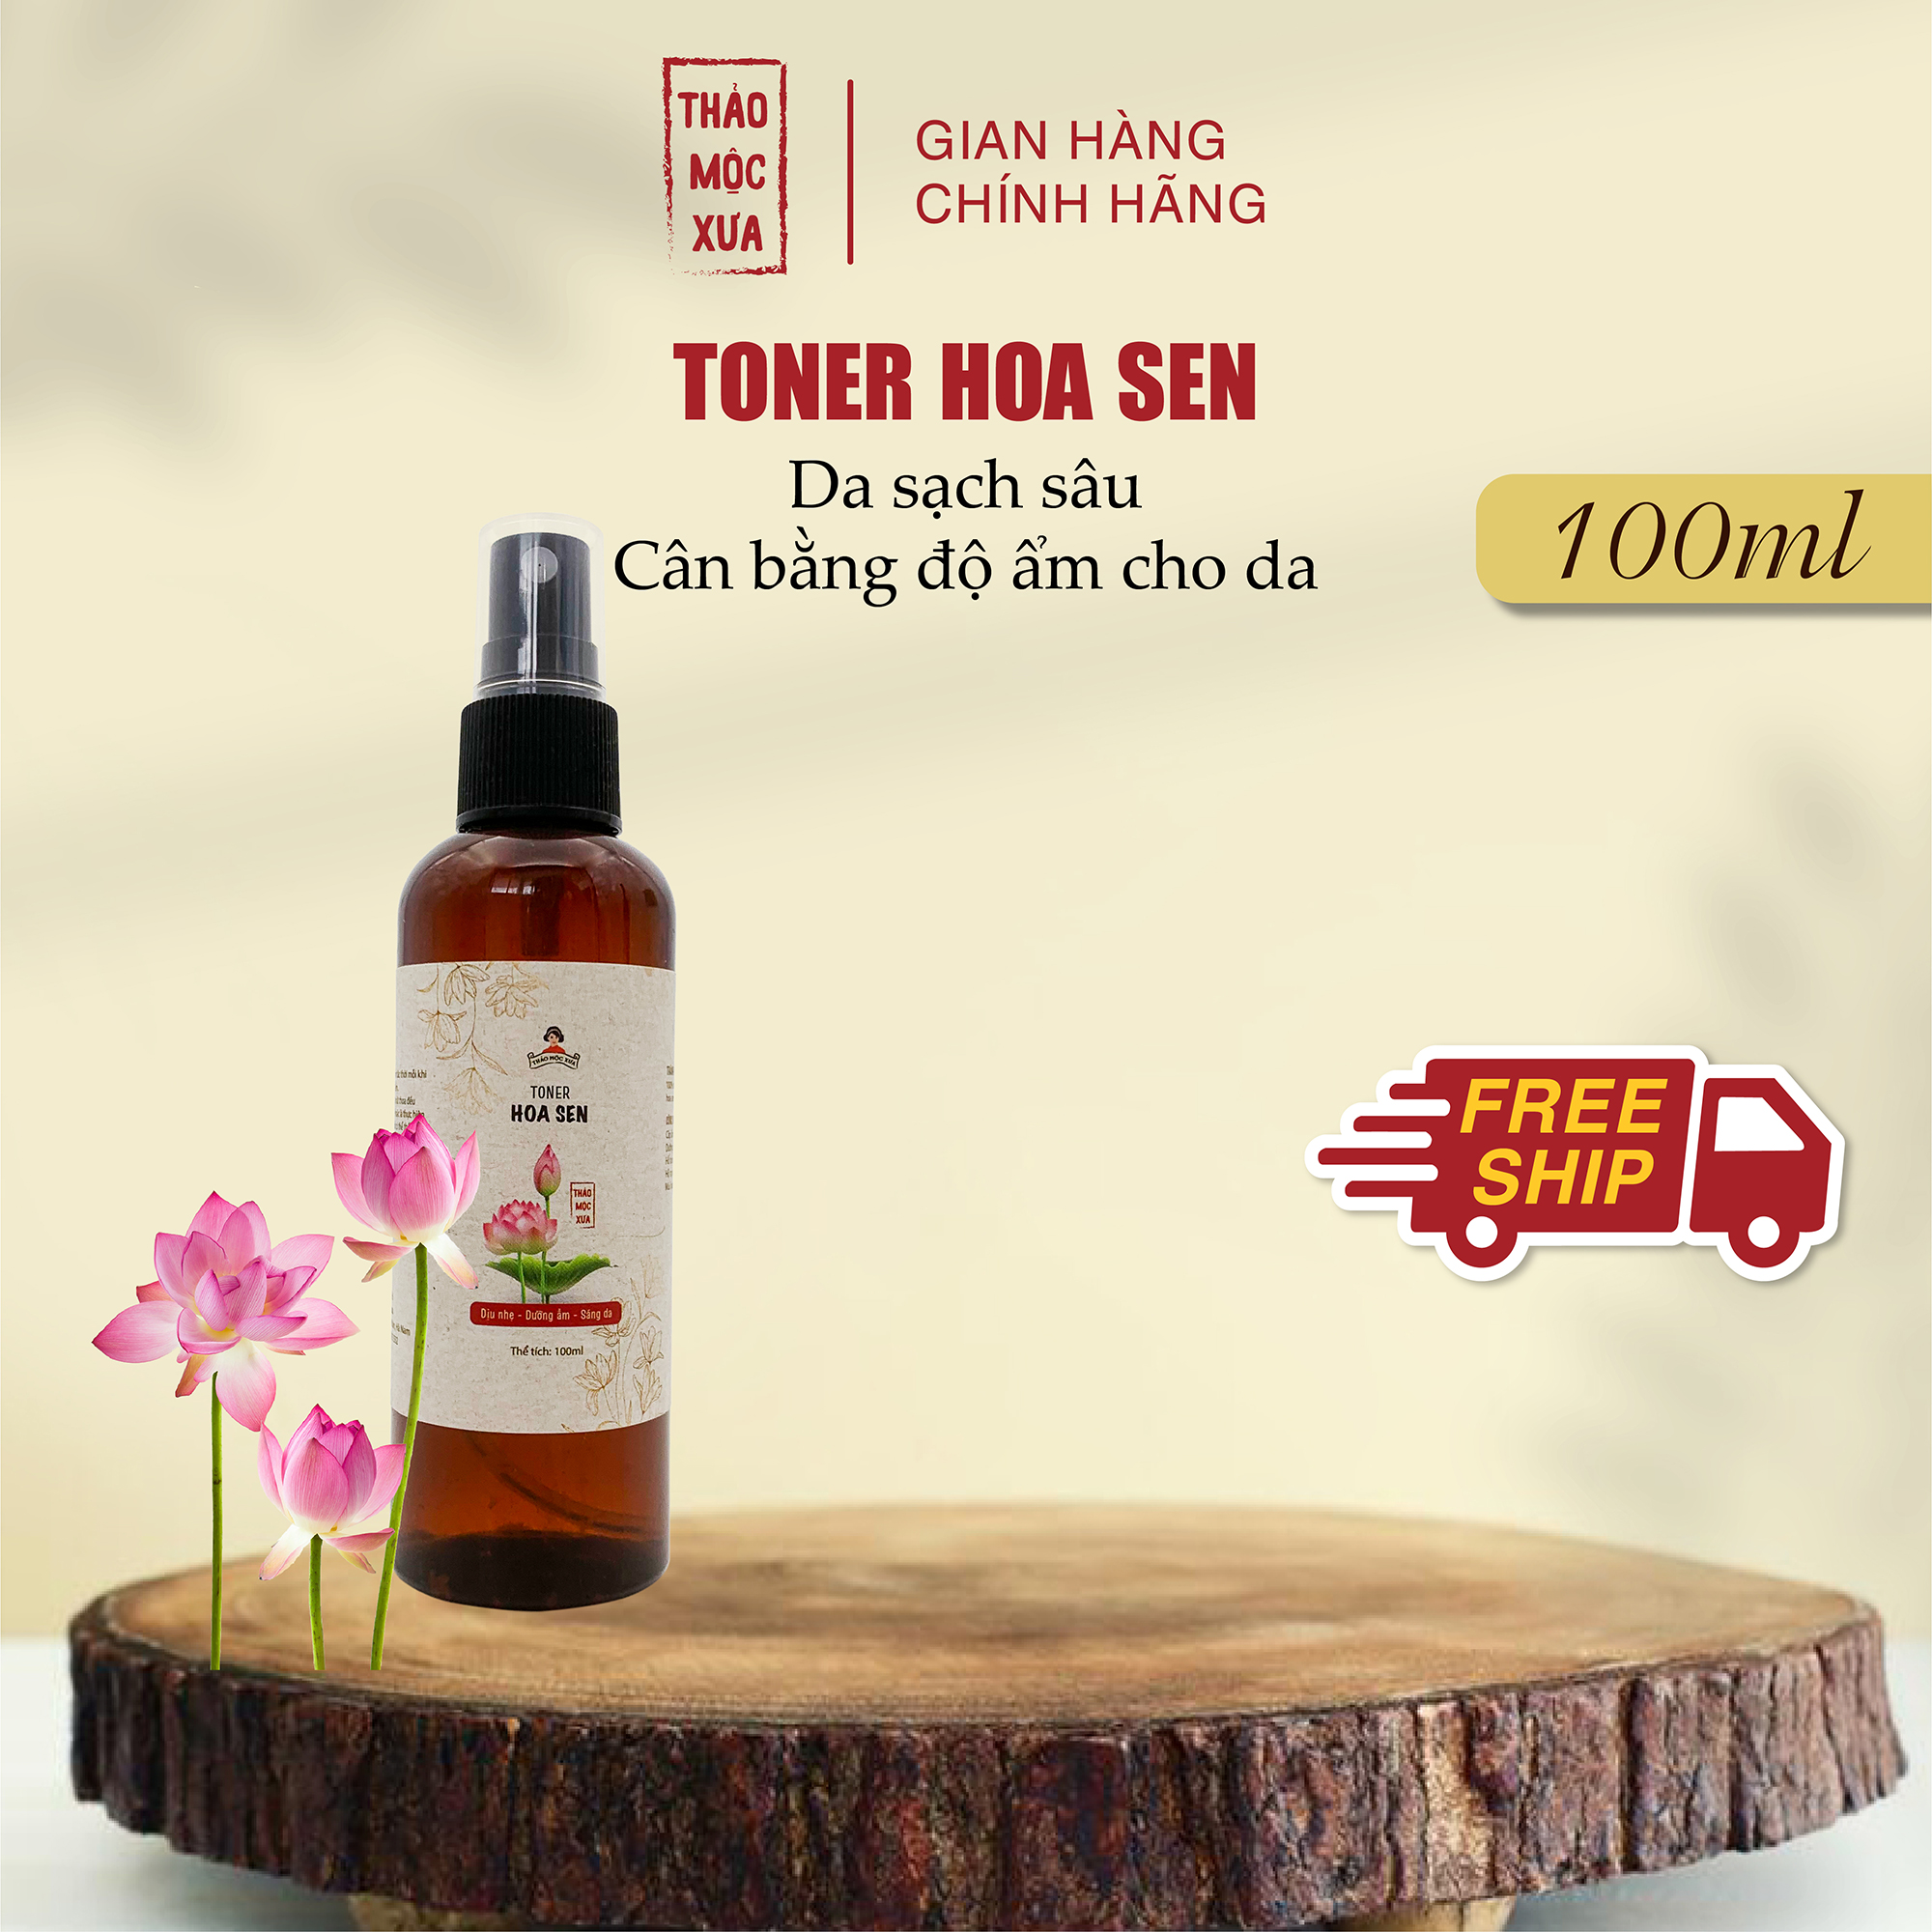 THẢO
MỘC
XƯA
GIAN HÀNG
CHÍNH HÃNG
TONER HOA SEN
Da sạch sâu
Cân bằng độ ẩm cho da
100ml
THẢO MỘC XƯA
TONER
HOA SEN
THẢO
MỘC
XƯA
Dịu nhẹ - Dưỡng ẩm - Sáng da
Thể tích: 100ml
FREE
SHIP